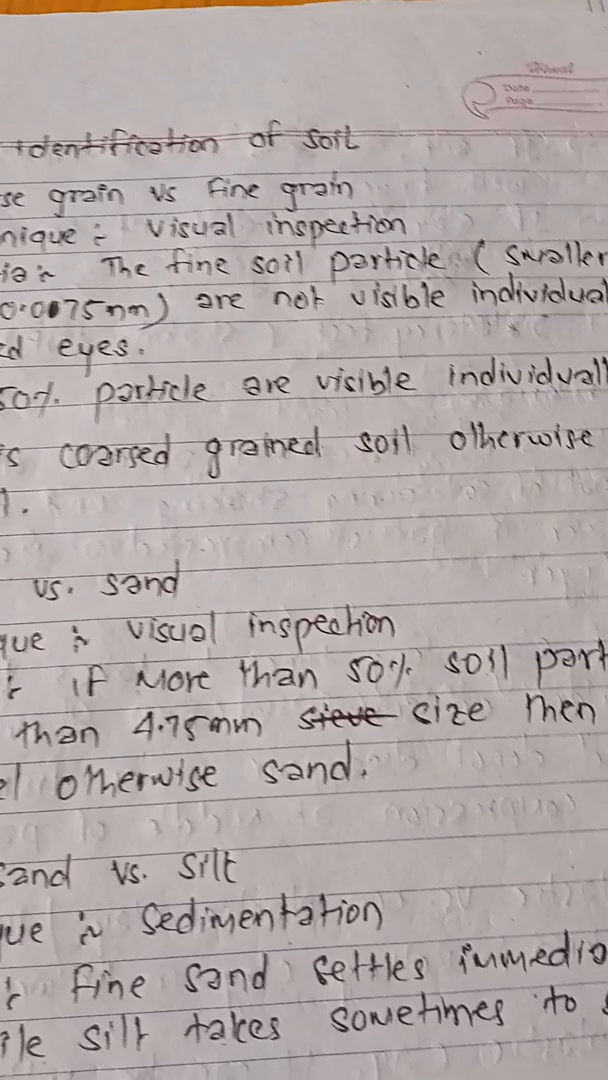 Date
Page
Identification of soil
se grain vs fine grain
nique :- visual inspection
ia :- The fine soil particle (smaller
0.0075mm) are not visible individual
ed eyes.
50% particle are visible individuall
s coarsed grained soil otherwise
l.
vs. sand
que :- visual inspection
:- if more than 50% soil part
than 4.75mm sieve size then
el otherwise sand.
sand vs. silt
que :- sedimentation
:- fine sand settles immedia
ile silt takes sometimes to s